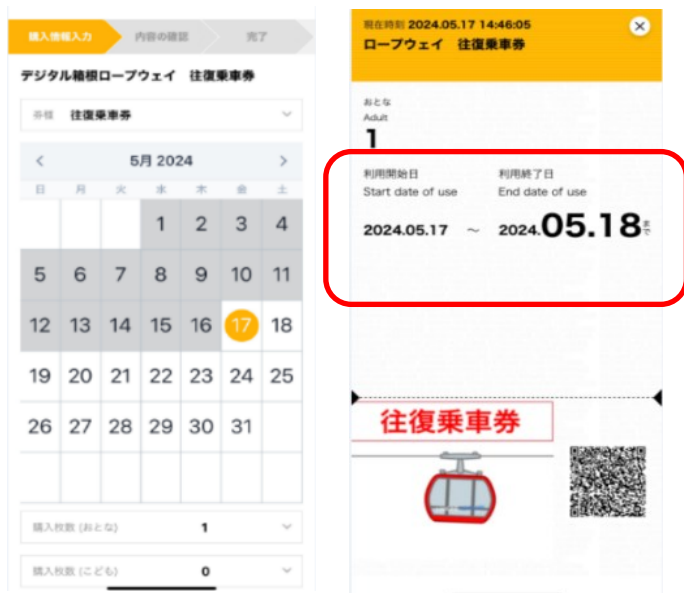 購入情報入力 内容の確認 完了
デジタル箱根ロープウェイ 往復乗車券
券種 往復乗車券
< 5月 2024 >
日 月 火 水 木 金 土
1 2 3 4
5 6 7 8 9 10 11
12 13 14 15 16 17 18
19 20 21 22 23 24 25
26 27 28 29 30 31
購入枚数 (おとな) 1
購入枚数 (こども) 0
現在時刻 2024.05.17 14:46:05
ロープウェイ 往復乗車券
おとな
Adult
1
利用開始日 利用終了日
Start date of use End date of use
2024.05.17 ~ 2024.05.18まで
往復乗車券